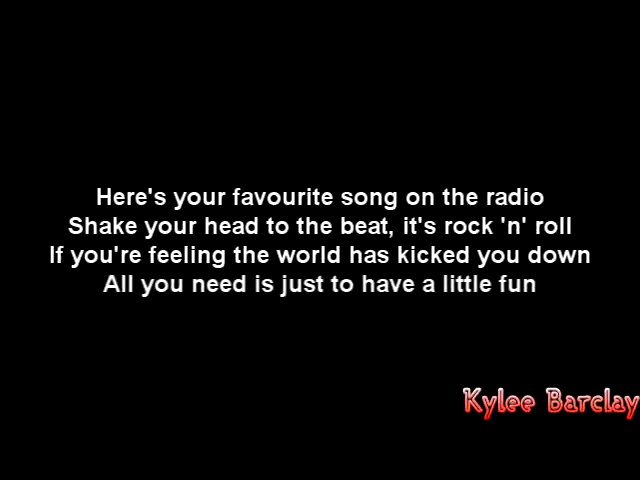 Here's your favourite song on the radio
Shake your head to the beat, it's rock 'n' roll
If you're feeling the world has kicked you down
All you need is just to have a little fun
Kylee Barclay